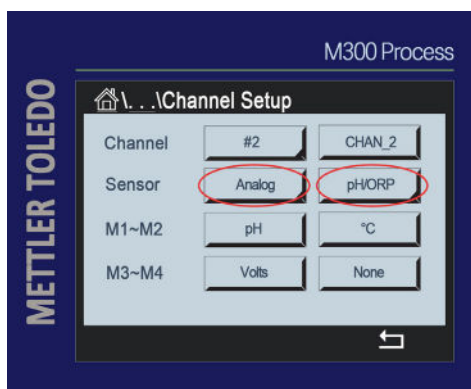 M300 Process
METTLER TOLEDO
\. . .\Channel Setup
Channel #2 CHAN_2
Sensor Analog pH/ORP
M1~M2 pH °C
M3~M4 Volts None